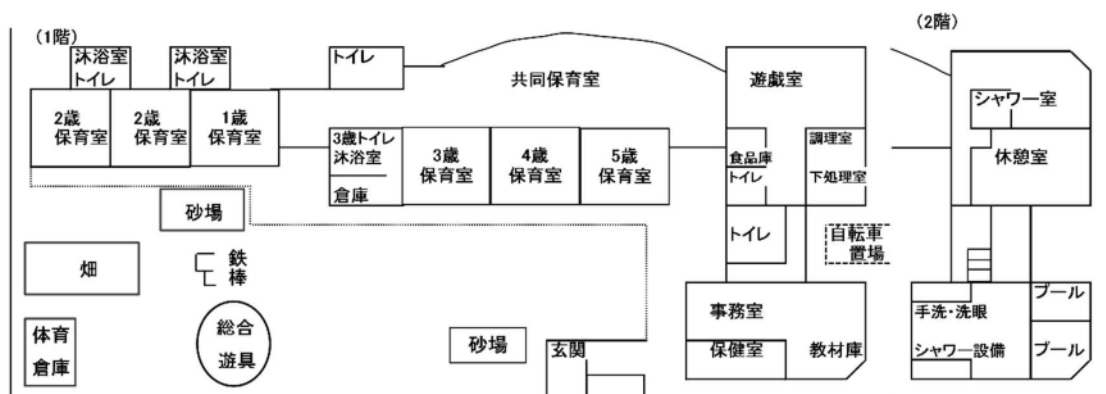 (1階)
(2階)
沐浴室
トイレ
沐浴室
トイレ
トイレ
共同保育室
遊戯室
シャワー室
2歳
保育室
2歳
保育室
1歳
保育室
3歳トイレ
沐浴室
倉庫
3歳
保育室
4歳
保育室
5歳
保育室
食品庫
トイレ
調理室
下処理室
休憩室
砂場
トイレ
自転車
置場
畑
鉄
棒
体育
倉庫
総合
遊具
砂場
玄関
事務室
保健室
教材庫
手洗・洗眼
シャワー設備
プール
プール